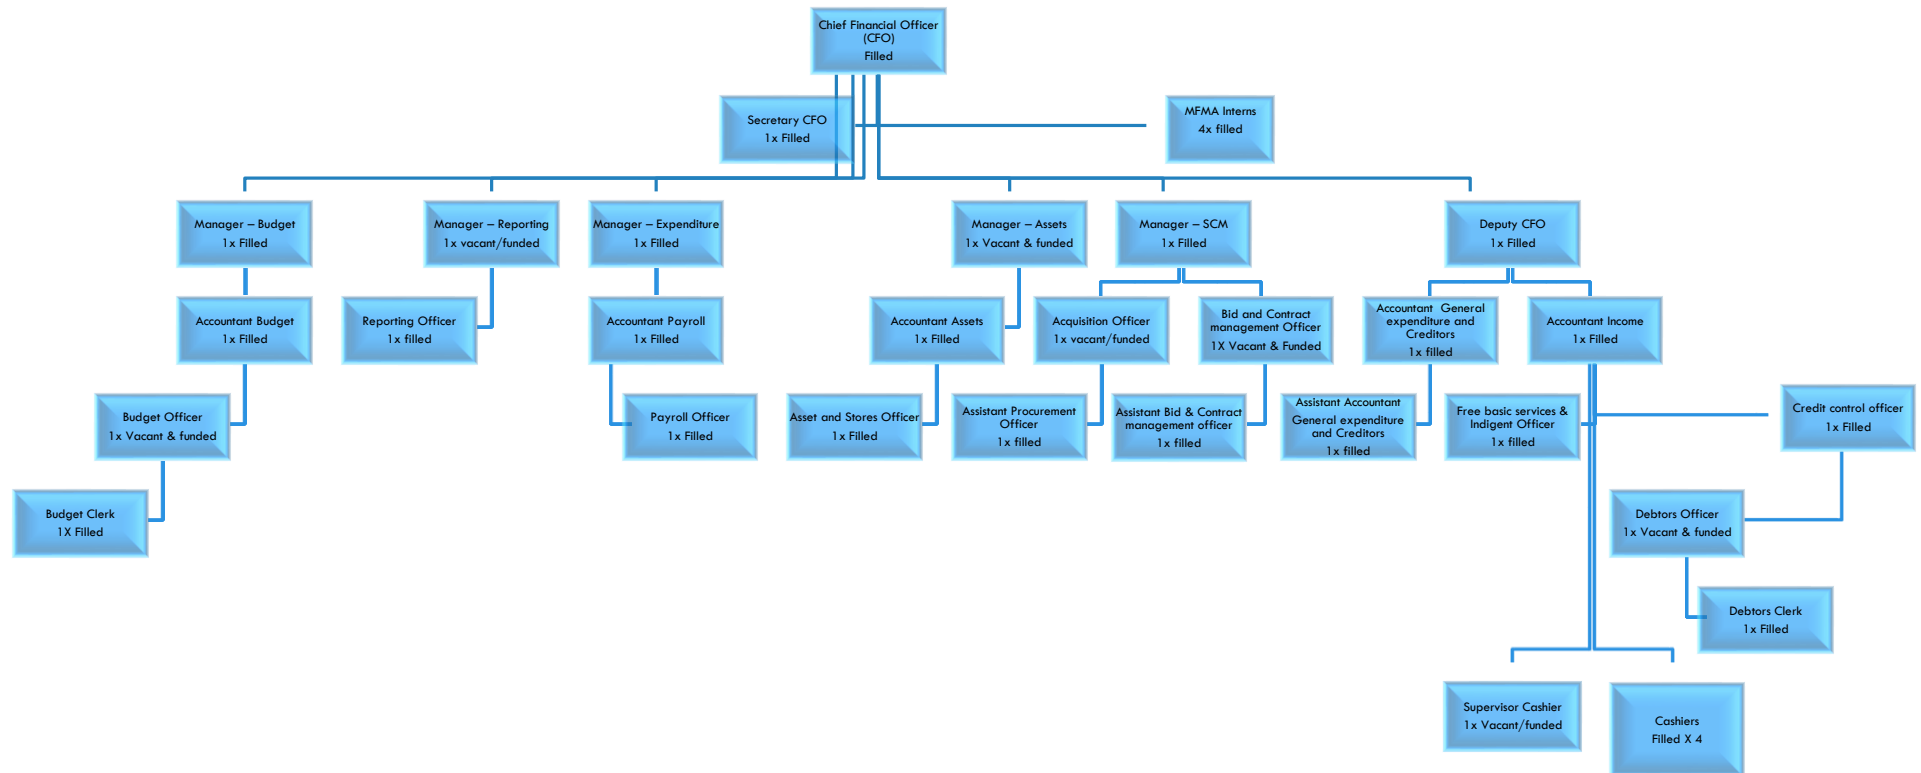 Chief Financial Officer
(CFO)
Filled
Secretary CFO
1x Filled
MFMA Interns
4x filled
Manager – Budget
1x Filled
Manager – Reporting
1x vacant/funded
Manager – Expenditure
1x Filled
Manager – Assets
1x Vacant & funded
Manager – SCM
1x Filled
Deputy CFO
1x Filled
Accountant Budget
1x Filled
Reporting Officer
1x filled
Accountant Payroll
1x Filled
Accountant Assets
1x Filled
Acquisition Officer
1x vacant/funded
Bid and Contract
management Officer
1X Vacant & Funded
Accountant  General
expenditure and
Creditors
1x filled
Accountant Income
1x Filled
Budget Officer
1x Vacant & funded
Payroll Officer
1x Filled
Asset and Stores Officer
1x Filled
Assistant Procurement
Officer
1x filled
Assistant Bid & Contract
management officer
1x filled
Assistant Accountant
General expenditure
and Creditors
1x filled
Free basic services &
Indigent Officer
1x filled
Credit control officer
1x Filled
Budget Clerk
1X Filled
Debtors Officer
1x Vacant & funded
Debtors Clerk
1x Filled
Supervisor Cashier
1x Vacant/funded
Cashiers
Filled X 4